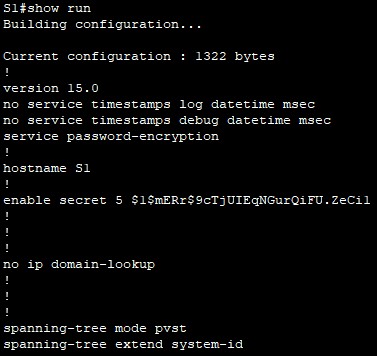 S1#show run
Building configuration...
Current configuration : 1322 bytes
!
version 15.0
no service timestamps log datetime msec
no service timestamps debug datetime msec
service password-encryption
!
hostname S1
!
enable secret 5 $1$mERr$9cTjUIEqNGurQiFU.ZeCi1
!
!
!
no ip domain-lookup
!
!
!
spanning-tree mode pvst
spanning-tree extend system-id